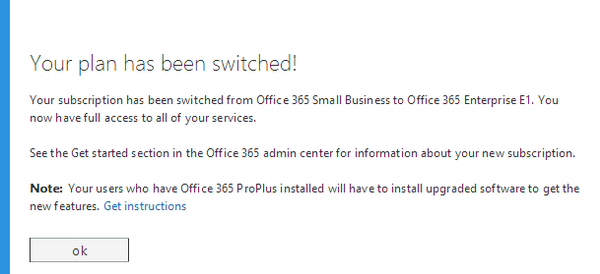 Your plan has been switched!
Your subscription has been switched from Office 365 Small Business to Office 365 Enterprise E1. You
now have full access to all of your services.
See the Get started section in the Office 365 admin center for information about your new subscription.
Note: Your users who have Office 365 ProPlus installed will have to install upgraded software to get the
new features. Get instructions
ok